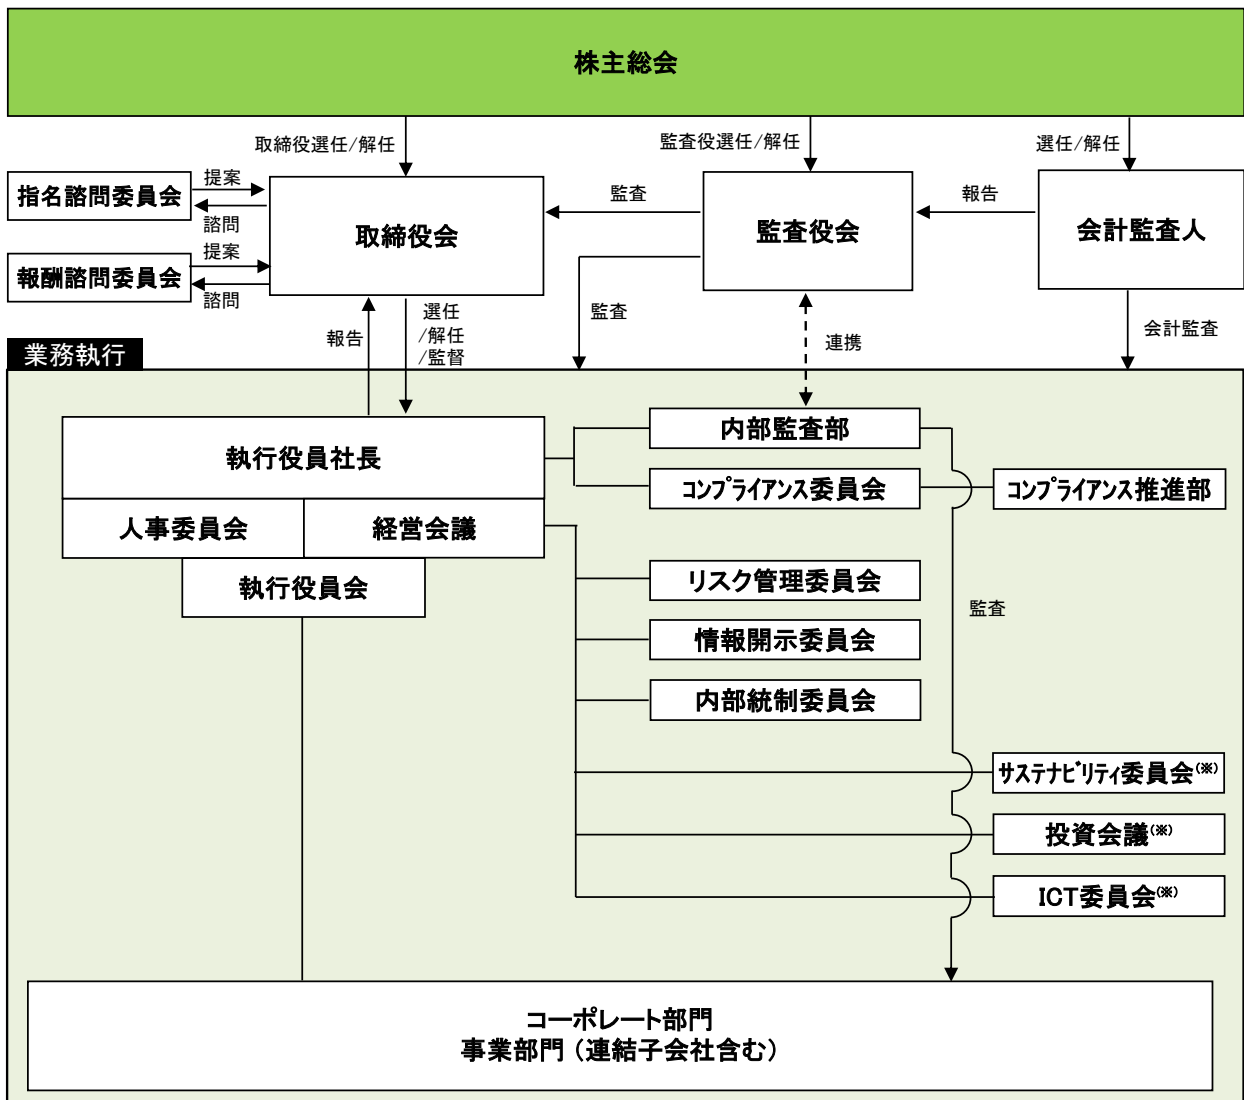 株主総会
取締役選任/解任
監査役選任/解任
選任/解任
指名諮問委員会
提案
諮問
報酬諮問委員会
提案
諮問
取締役会
監査
監査役会
報告
会計監査人
報告
選任
/解任
/監督
監査
連携
会計監査
業務執行
執行役員社長
人事委員会
経営会議
執行役員会
内部監査部
コンプライアンス委員会
コンプライアンス推進部
リスク管理委員会
情報開示委員会
内部統制委員会
監査
サステナビリティ委員会(※)
投資会議(※)
ICT委員会(※)
コーポレート部門
事業部門（連結子会社含む）